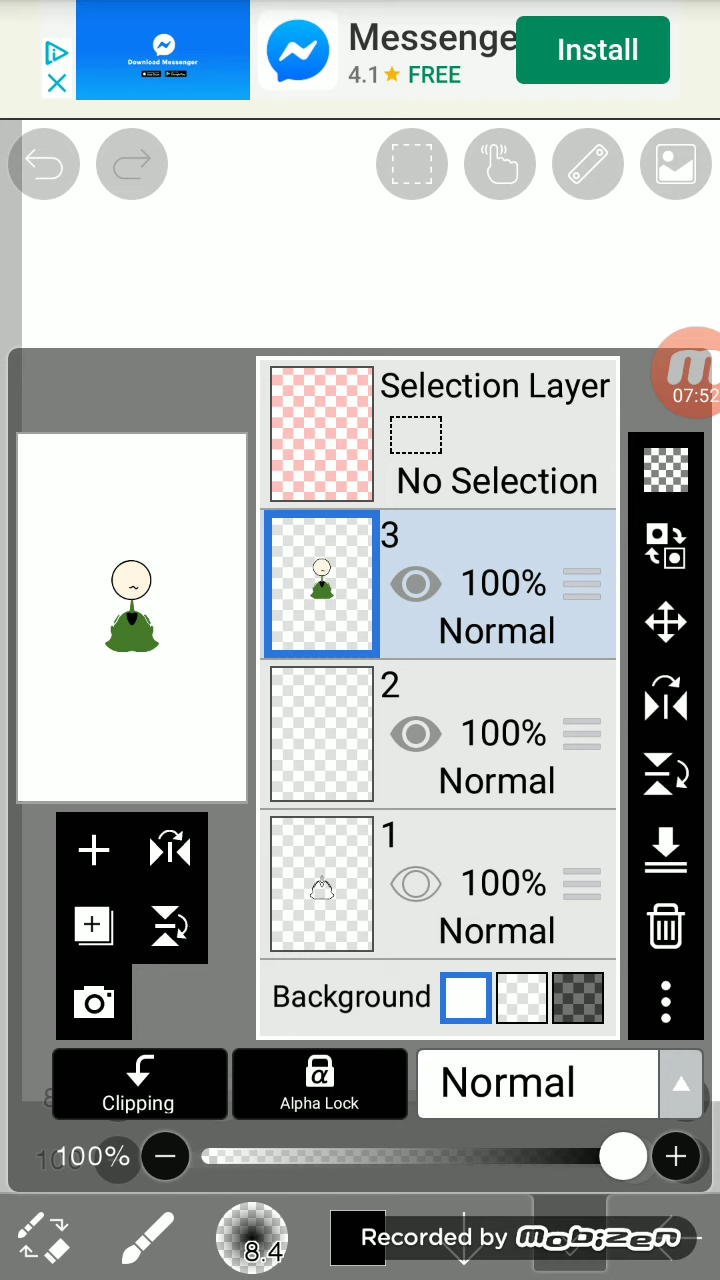 Download Messenger
Messenge
4.1 FREE
Install
07:52
Selection Layer
No Selection
3
100%
Normal
2
100%
Normal
1
100%
Normal
Background
Clipping
α
Alpha Lock
Normal
100%
8.4
Recorded by mobizen